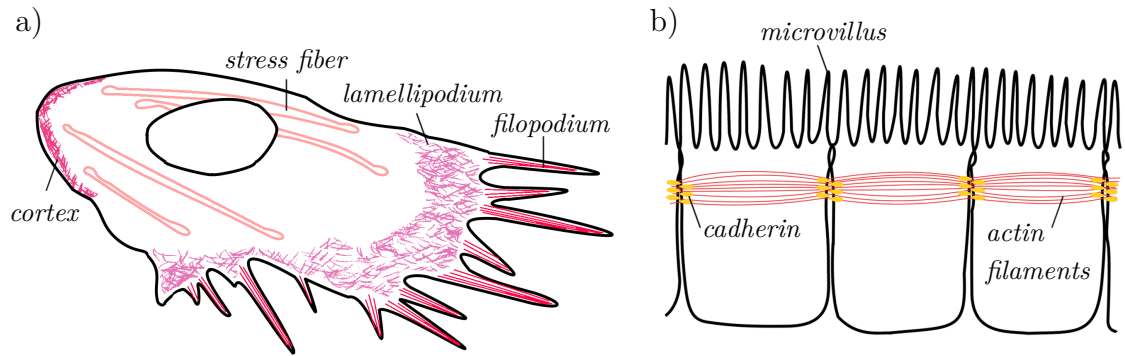 a)
stress fiber
lamellipodium
filopodium
cortex
b)
microvillus
cadherin
actin
filaments